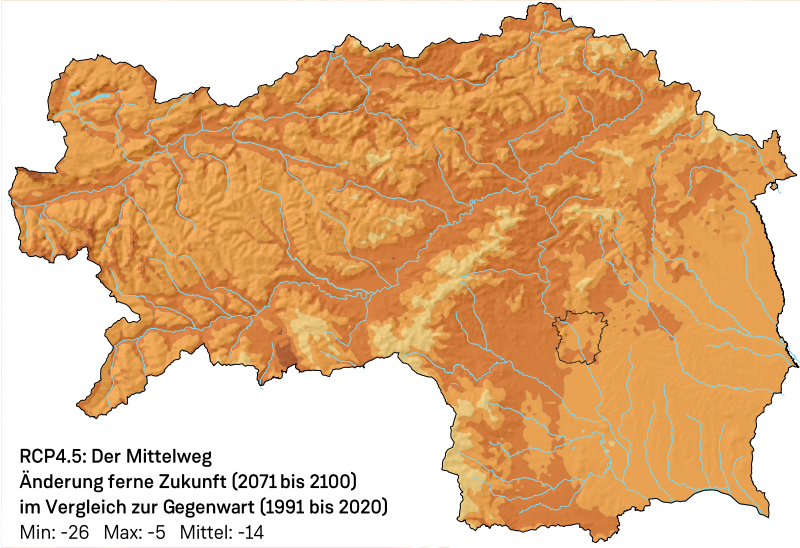 RCP4.5: Der Mittelweg
Änderung ferne Zukunft (2071 bis 2100)
im Vergleich zur Gegenwart (1991 bis 2020)
Min: -26 Max: -5 Mittel: -14